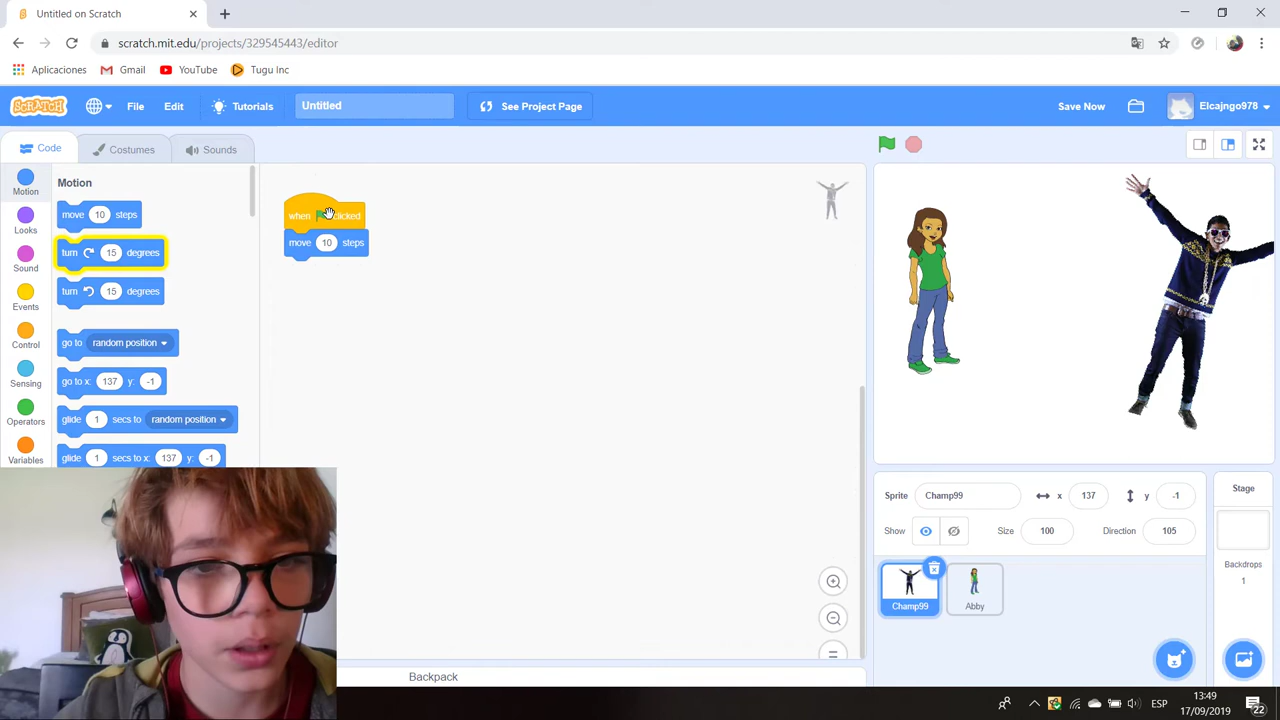 Untitled on Scratch
scratch.mit.edu/projects/329545443/editor
Aplicaciones Gmail YouTube Tugu Inc
SCRATCH File Edit Tutorials Untitled See Project Page Save Now Elcajngo978
Code Costumes Sounds
Motion
Looks
Sound
Events
Control
Sensing
Operators
Variables
Motion
move 10 steps
turn 15 degrees
turn 15 degrees
go to random position
go to x: 137 y: -1
glide 1 secs to random position
glide 1 secs to x: 137 y: -1
when clicked
move 10 steps
Backpack
Sprite Champ99 x 137 y -1
Show Size 100 Direction 105
Champ99 Abby
Stage
Backdrops
1
ESP
13:49
17/09/2019
22